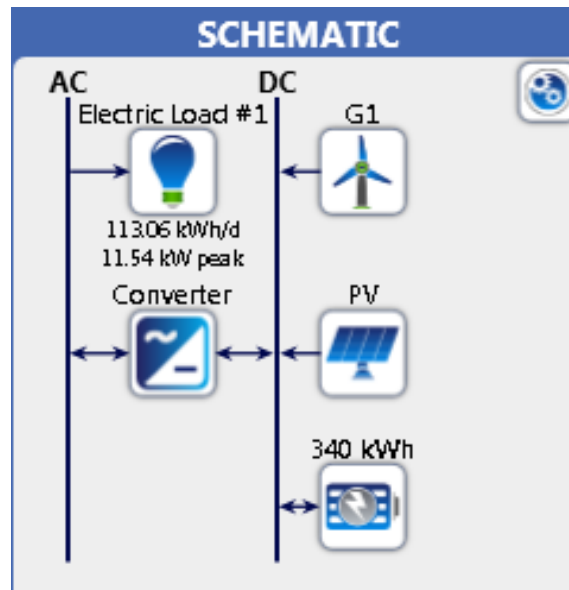 SCHEMATIC
AC
DC
Electric Load #1
G1
113.06 kWh/d
11.54 kW peak
Converter
PV
340 kWh